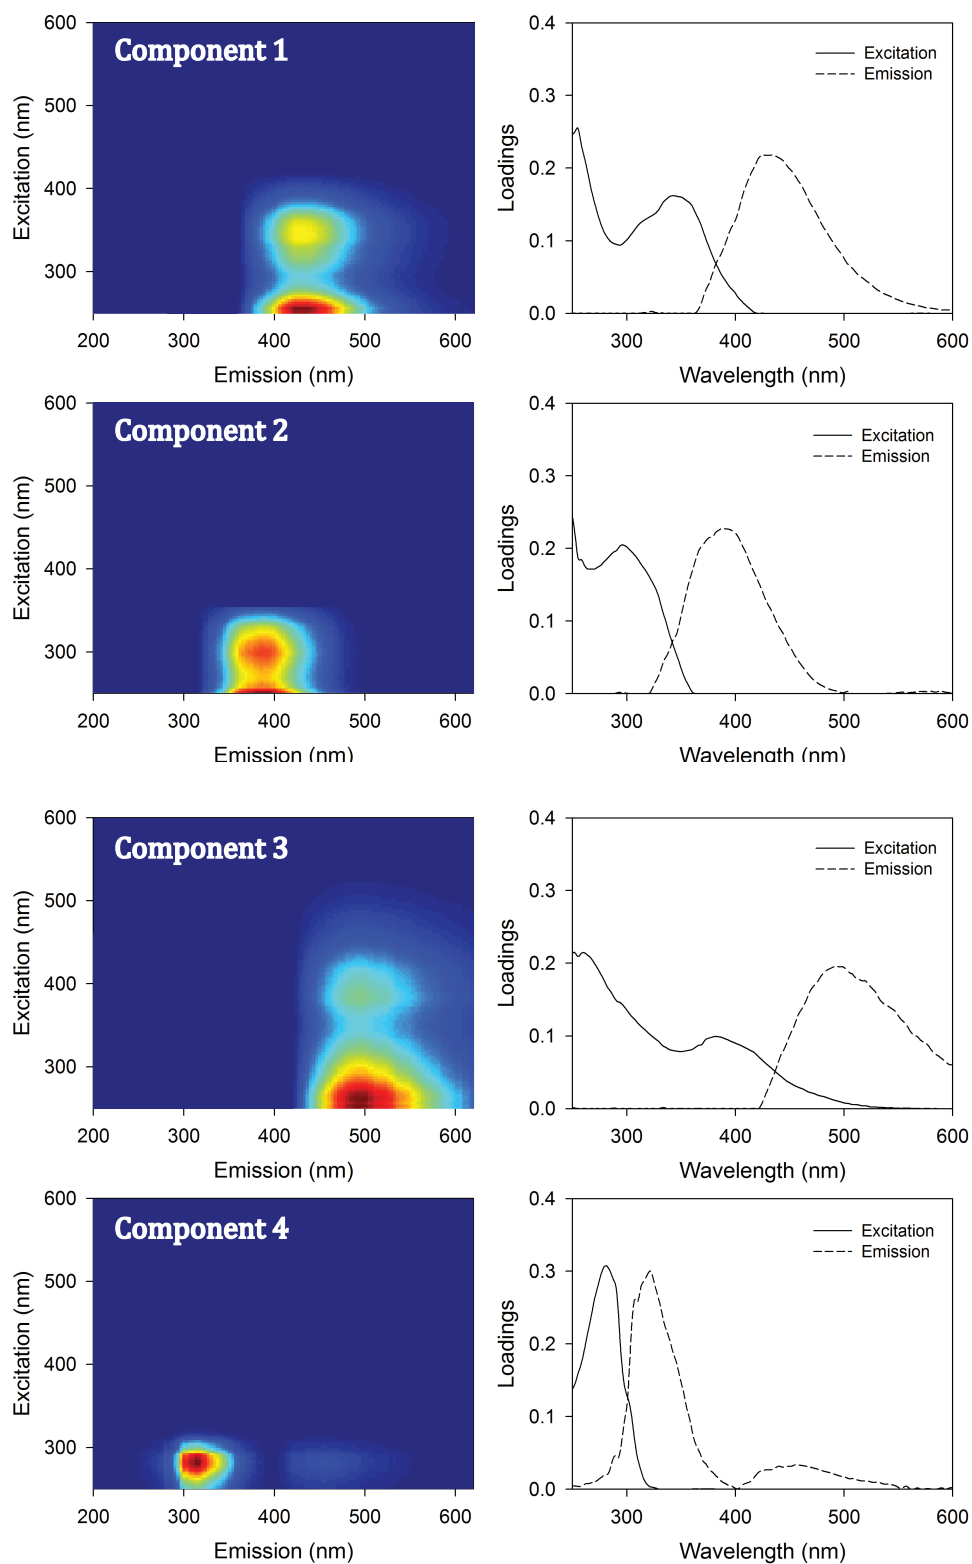 600
500
400
300
Excitation (nm)
Component 1
200
300
400
500
600
Emission (nm)
0.4
0.3
0.2
0.1
0.0
Loadings
Excitation
Emission
300
400
500
600
Wavelength (nm)
600
500
400
300
Excitation (nm)
Component 2
200
300
400
500
600
Emission (nm)
0.4
0.3
0.2
0.1
0.0
Loadings
Excitation
Emission
300
400
500
600
Wavelength (nm)
600
500
400
300
Excitation (nm)
Component 3
200
300
400
500
600
Emission (nm)
0.4
0.3
0.2
0.1
0.0
Loadings
Excitation
Emission
300
400
500
600
Wavelength (nm)
600
500
400
300
Excitation (nm)
Component 4
200
300
400
500
600
Emission (nm)
0.4
0.3
0.2
0.1
0.0
Loadings
Excitation
Emission
300
400
500
600
Wavelength (nm)